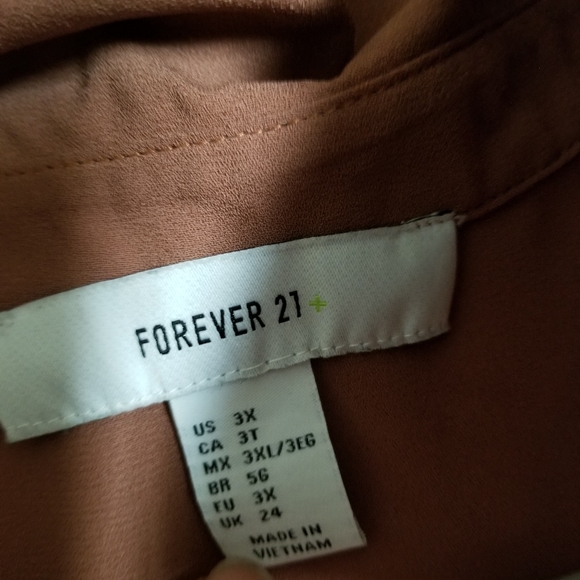 FOREVER 21+
US 3X
CA 3T
MX 3XL/3EG
BR 5G
EU 3X
UK 24
MADE IN
VIETNAM